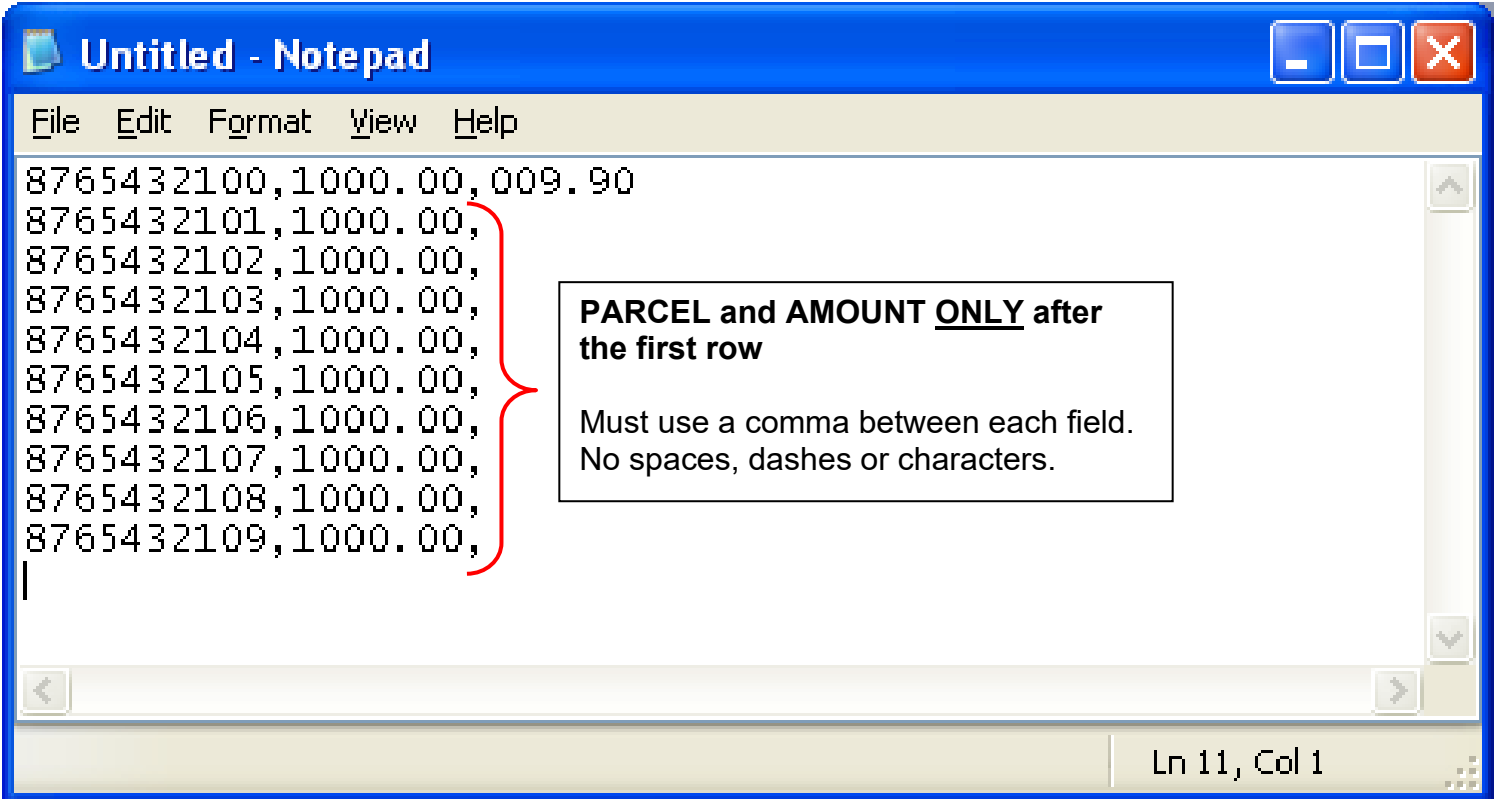 Untitled - Notepad
File Edit Format View Help
8765432100,1000.00,009.90
8765432101,1000.00,
8765432102,1000.00,
8765432103,1000.00,
8765432104,1000.00,
8765432105,1000.00,
8765432106,1000.00,
8765432107,1000.00,
8765432108,1000.00,
8765432109,1000.00,
PARCEL and AMOUNT ONLY after
the first row
Must use a comma between each field.
No spaces, dashes or characters.
Ln 11, Col 1